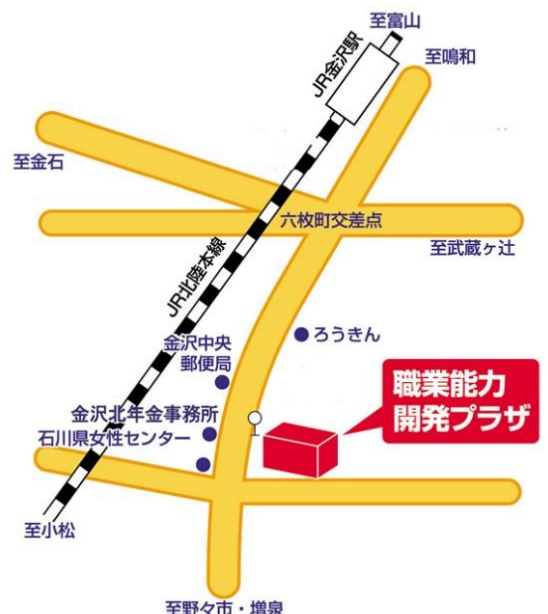 至富山
JR金沢駅
至鳴和
至金石
六枚町交差点
至武蔵ヶ辻
JR北陸本線
ろうきん
金沢中央
郵便局
職業能力
開発プラザ
金沢北年金事務所
石川県女性センター
至小松
至野々市・増泉